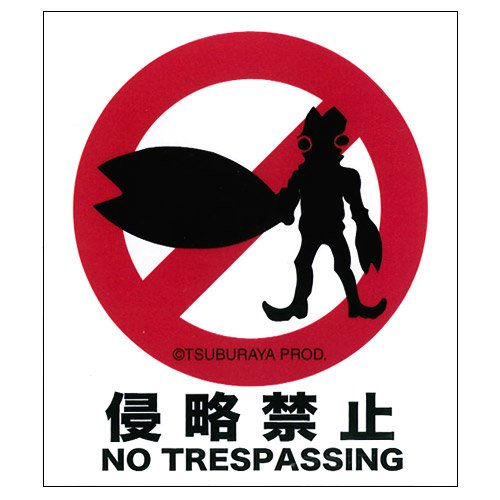 ©TSUBURAYA PROD.
侵略禁止
NO TRESPASSING